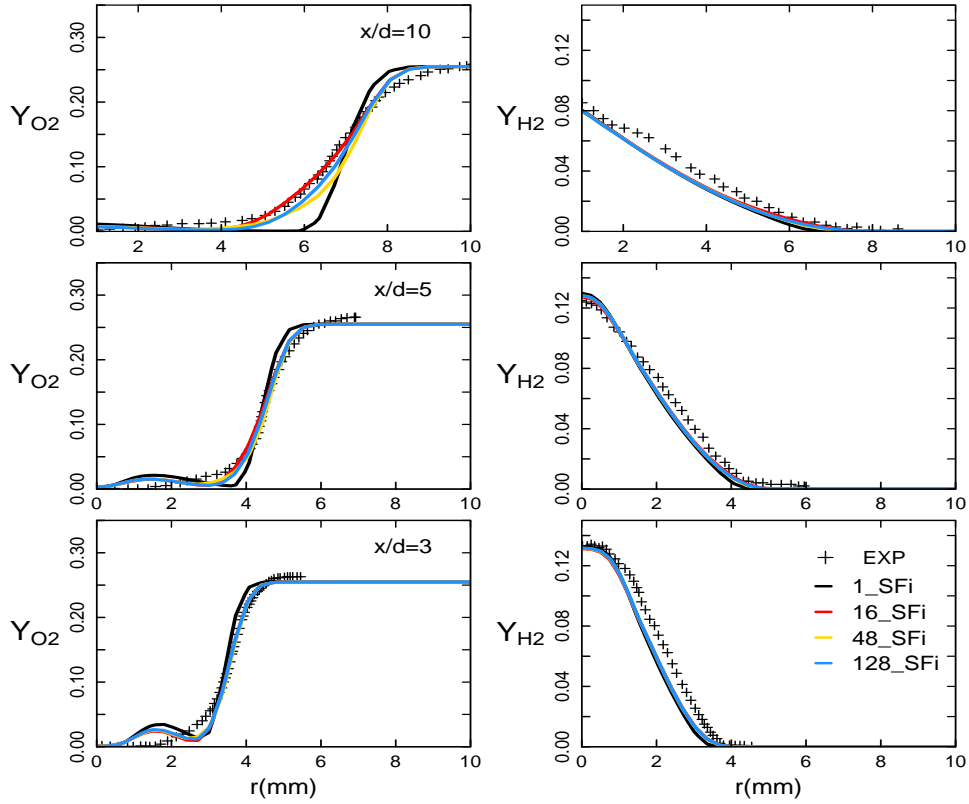 x/d=10
Y_O2
0.00 0.10 0.20 0.30
2 4 6 8 10
Y_H2
0.00 0.04 0.08 0.12
2 4 6 8 10
x/d=5
Y_O2
0.00 0.10 0.20 0.30
0 2 4 6 8 10
Y_H2
0.00 0.04 0.08 0.12
0 2 4 6 8 10
x/d=3
Y_O2
0.00 0.10 0.20 0.30
0 2 4 6 8 10
r(mm)
Y_H2
0.00 0.04 0.08 0.12
EXP
1_SFi
16_SFi
48_SFi
128_SFi
0 2 4 6 8 10
r(mm)